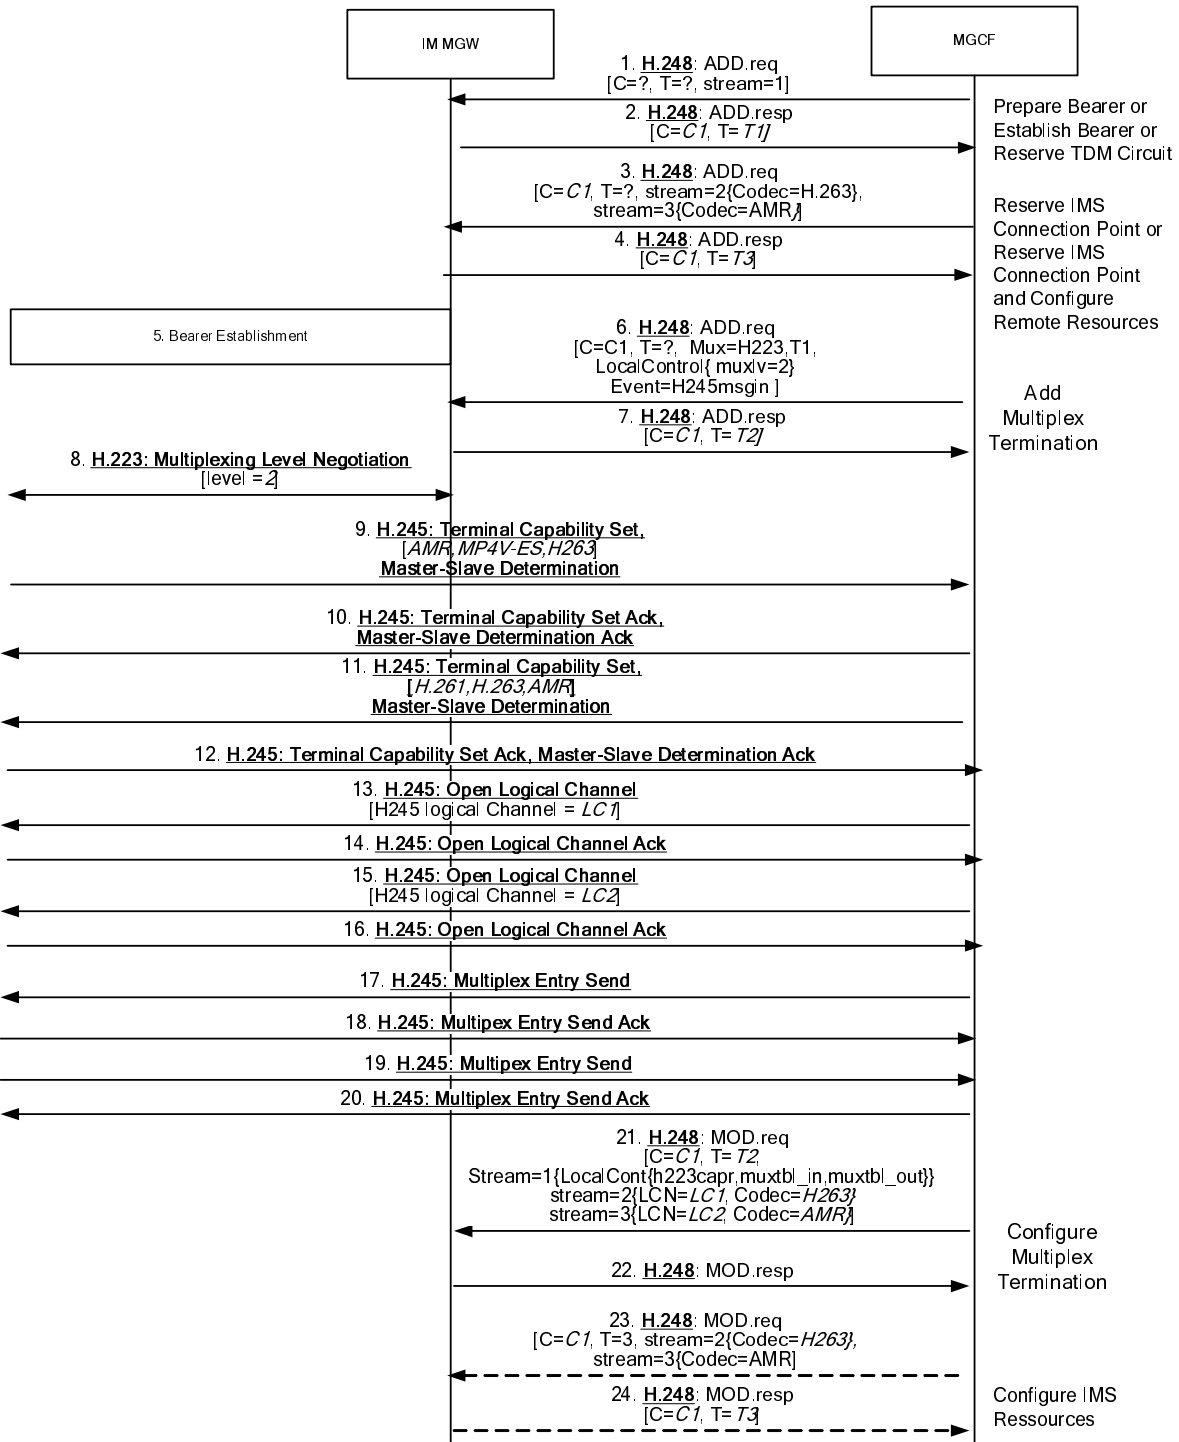 IM MGW
MGCF
1. H.248: ADD.req
[C=?, T=?, stream=1]
Prepare Bearer or
Establish Bearer or
Reserve TDM Circuit
2. H.248: ADD.resp
[C=C1, T=T1]
3. H.248: ADD.req
[C=C1, T=?, stream=2{Codec=H.263},
stream=3{Codec=AMR}]
Reserve IMS
Connection Point or
Reserve IMS
Connection Point
and Configure
Remote Resources
4. H.248: ADD.resp
[C=C1, T=T3]
5. Bearer Establishment
6. H.248: ADD.req
[C=C1, T=?, Mux=H223,T1,
LocalControl{ muxlv=2}
Event=H245msgin ]
Add
Multiplex
Termination
7. H.248: ADD.resp
[C=C1, T=T2]
8. H.223: Multiplexing Level Negotiation
[level =2]
9. H.245: Terminal Capability Set,
[AMR,MP4V-ES,H263]
Master-Slave Determination
10. H.245: Terminal Capability Set Ack,
Master-Slave Determination Ack
11. H.245: Terminal Capability Set,
[H.261,H.263,AMR]
Master-Slave Determination
12. H.245: Terminal Capability Set Ack, Master-Slave Determination Ack
13. H.245: Open Logical Channel
[H245 logical Channel = LC1]
14. H.245: Open Logical Channel Ack
15. H.245: Open Logical Channel
[H245 logical Channel = LC2]
16. H.245: Open Logical Channel Ack
17. H.245: Multiplex Entry Send
18. H.245: Multipex Entry Send Ack
19. H.245: Multipex Entry Send
20. H.245: Multiplex Entry Send Ack
21. H.248: MOD.req
[C=C1, T=T2,
Stream=1{LocalCont{h223capr,muxtbl_in,muxtbl_out}}
stream=2{LCN=LC1, Codec=H263}
stream=3{LCN=LC2, Codec=AMR}]
Configure
Multiplex
Termination
22. H.248: MOD.resp
23. H.248: MOD.req
[C=C1, T=3, stream=2{Codec=H263},
stream=3{Codec=AMR]
24. H.248: MOD.resp
[C=C1, T=T3]
Configure IMS
Ressources